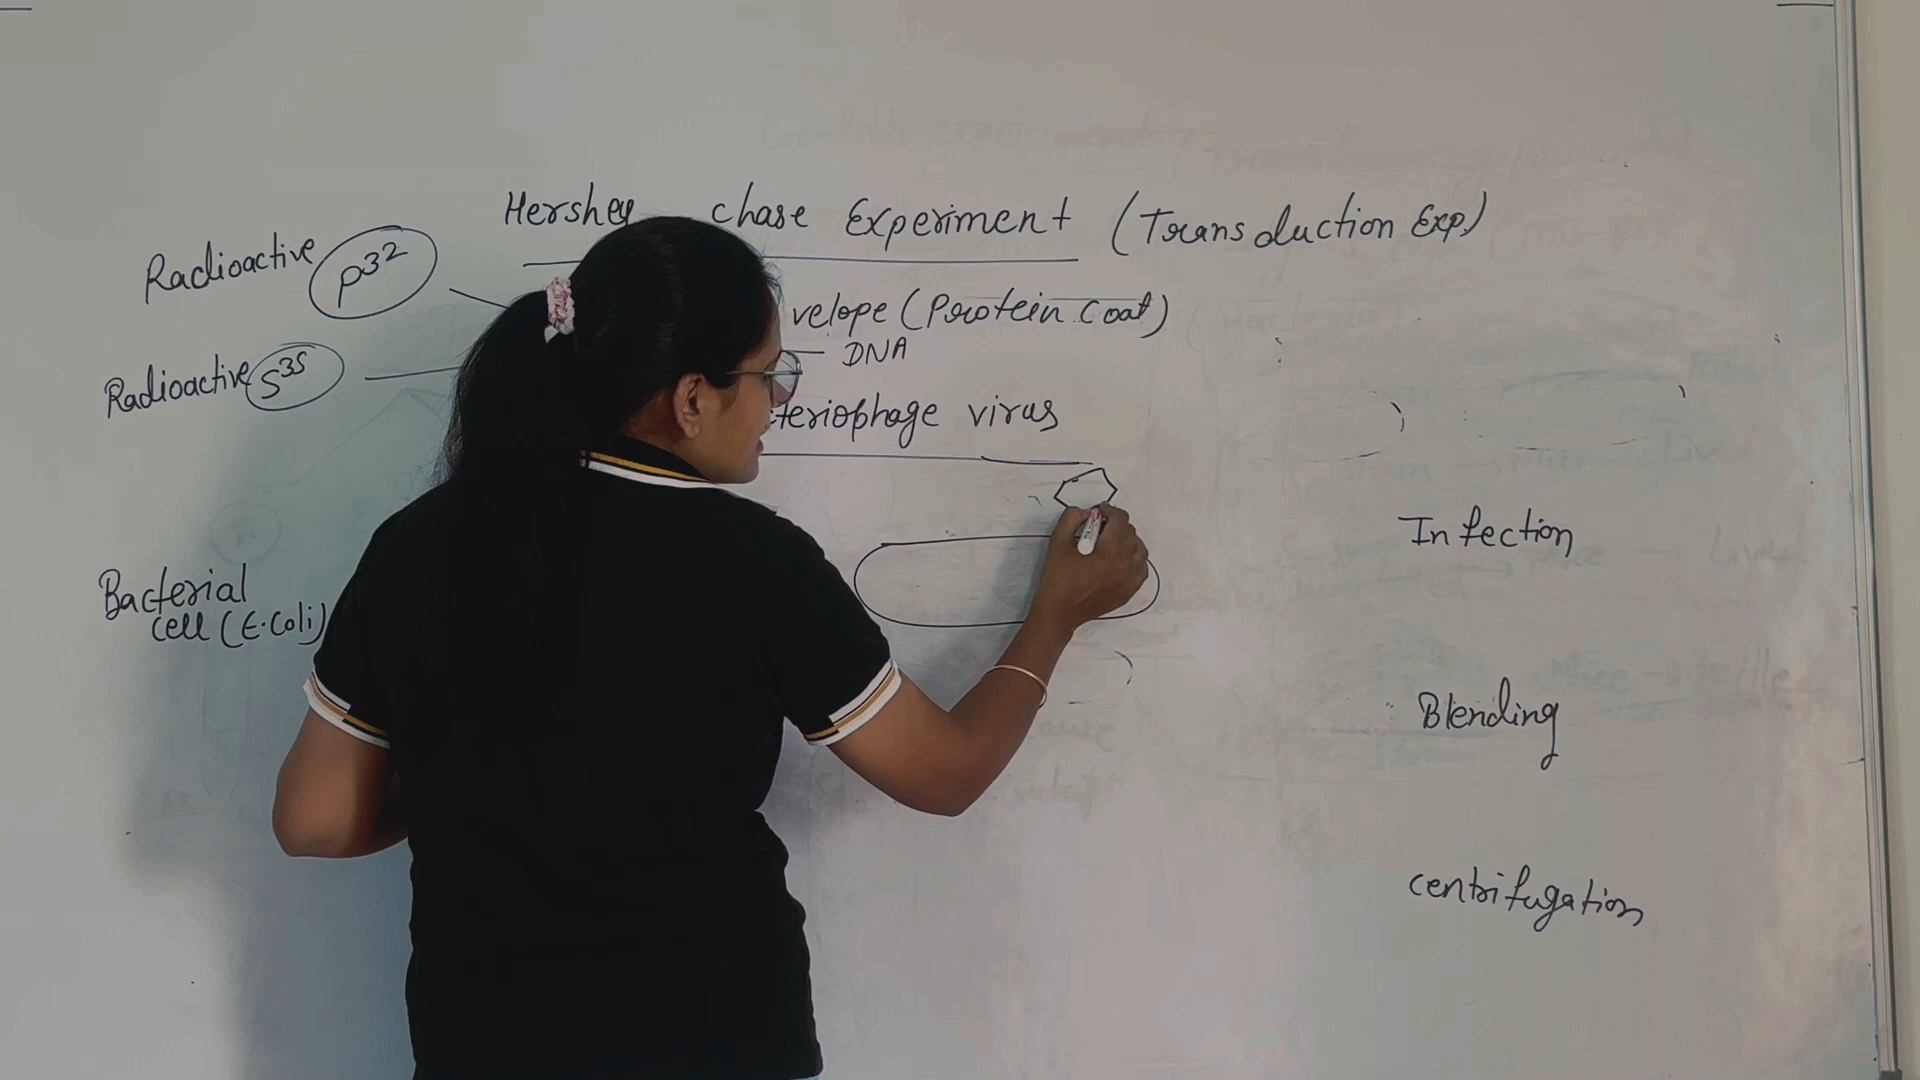 Hershey chase Experiment (Transduction Exp)
Radioactive P32
velope (Protein coat)
DNA
Radioactive S35
teriophage virus
Infection
Bacterial
cell (E.Coli)
Blending
centrifugation